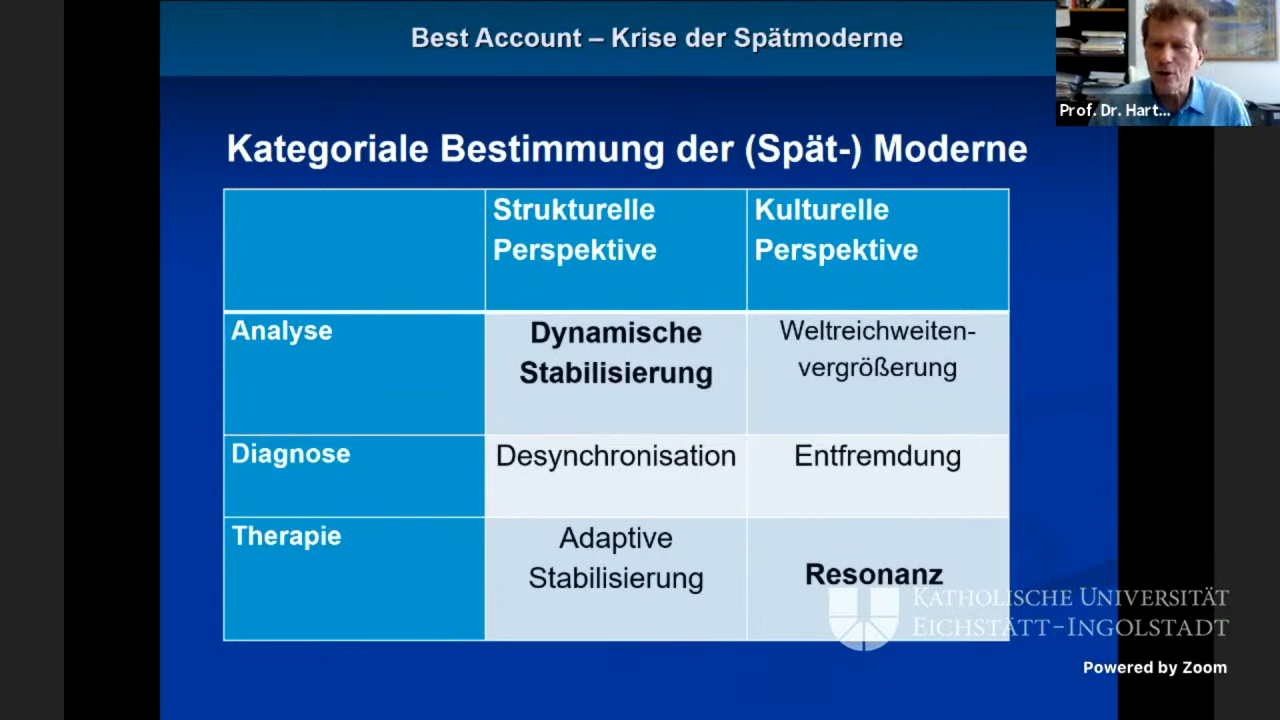 Best Account – Krise der Spätmoderne
Prof. Dr. Hart...
Kategoriale Bestimmung der (Spät-) Moderne
Strukturelle
Perspektive
Kulturelle
Perspektive
Analyse
Dynamische
Stabilisierung
Weltreichweiten-
vergrößerung
Diagnose
Desynchronisation
Entfremdung
Therapie
Adaptive
Stabilisierung
Resonanz
KATHOLISCHE UNIVERSITÄT
EICHSTÄTT-INGOLSTADT
Powered by Zoom